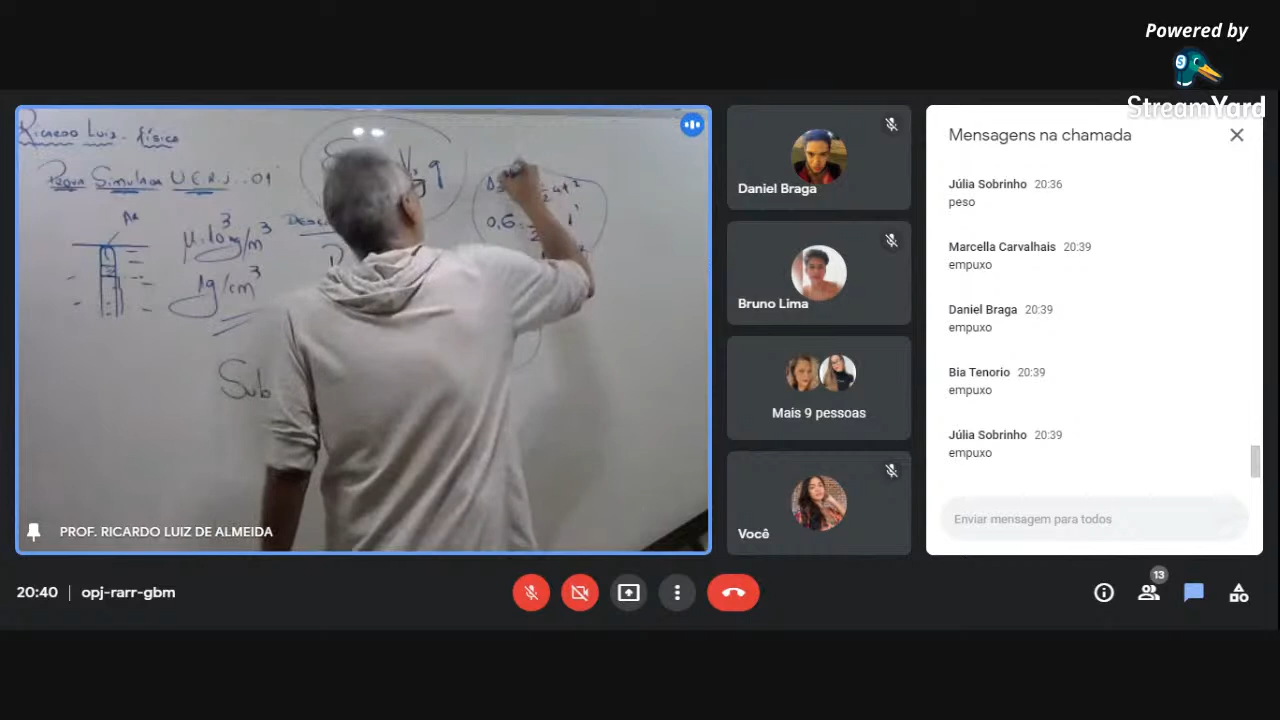 Powered by
StreamYard
Ricardo Luiz - Física
Prova Simulada U.E.R.J. - 01
1g/cm³
Sub
0,6
PROF. RICARDO LUIZ DE ALMEIDA
Daniel Braga
Bruno Lima
Mais 9 pessoas
Você
Mensagens na chamada
Júlia Sobrinho 20:36
peso
Marcella Carvalhais 20:39
empuxo
Daniel Braga 20:39
empuxo
Bia Tenorio 20:39
empuxo
Júlia Sobrinho 20:39
empuxo
Enviar mensagem para todos
20:40 | opj-rarr-gbm
13